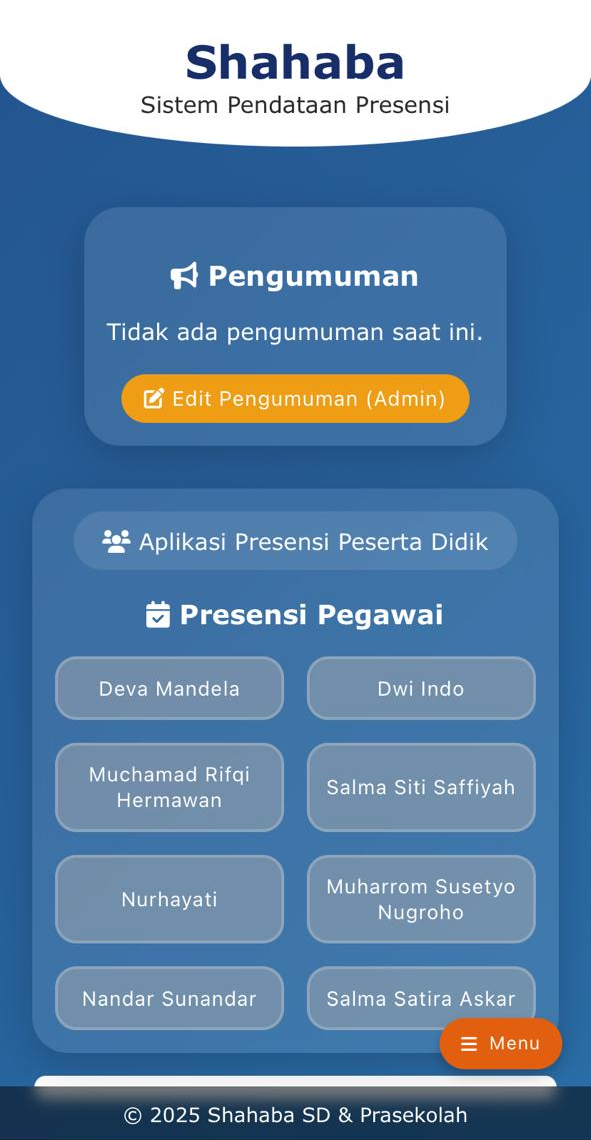 Shahaba
Sistem Pendataan Presensi
Pengumuman
Tidak ada pengumuman saat ini.
Edit Pengumuman (Admin)
Aplikasi Presensi Peserta Didik
Presensi Pegawai
Deva Mandela
Dwi Indo
Muchamad Rifqi
Hermawan
Salma Siti Saffiyah
Nurhayati
Muharrom Susetyo
Nugroho
Nandar Sunandar
Salma Satira Askar
Menu
© 2025 Shahaba SD & Prasekolah